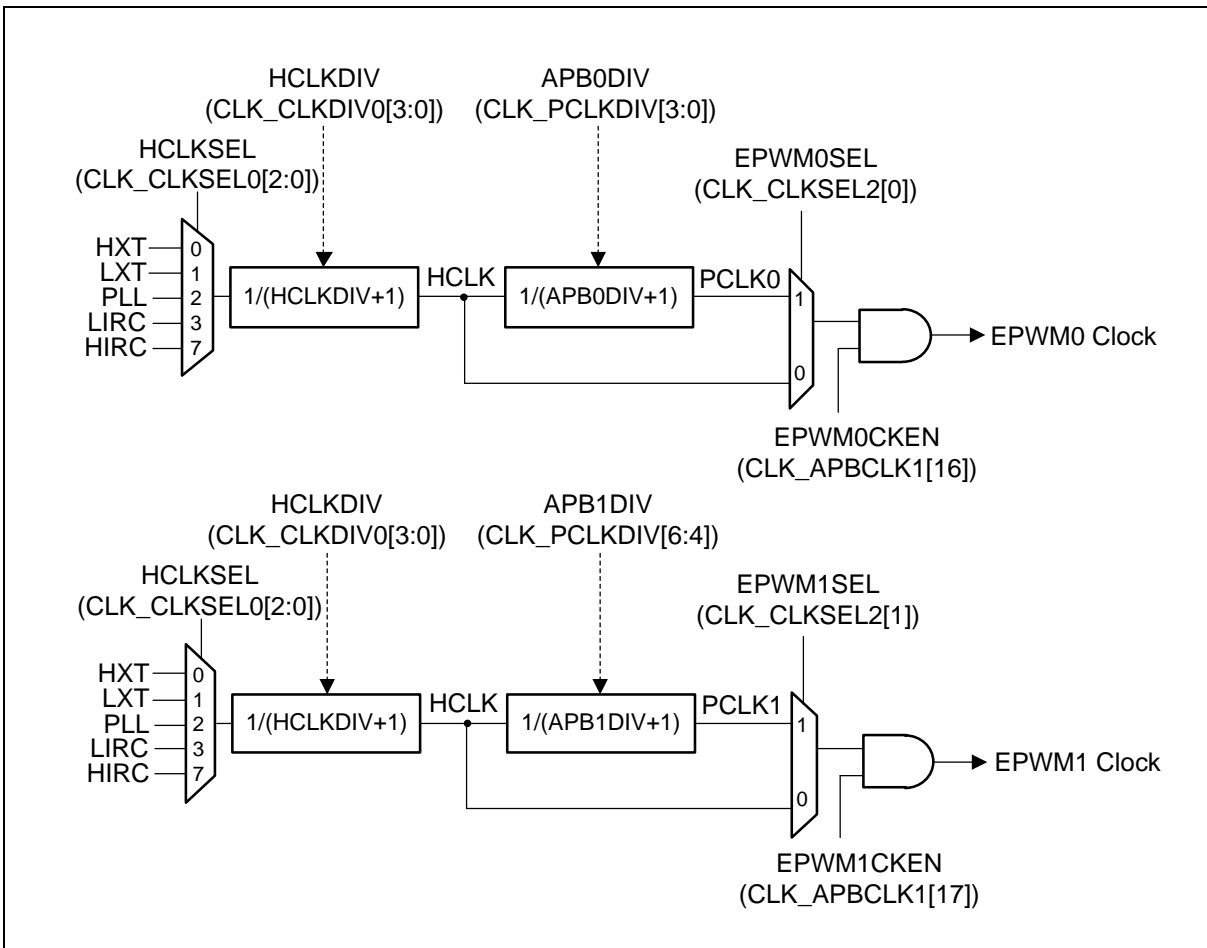 HCLKDIV
(CLK_CLKDIV0[3:0])
APB0DIV
(CLK_PCLKDIV[3:0])
HCLKSEL
(CLK_CLKSEL0[2:0])
EPWM0SEL
(CLK_CLKSEL2[0])
HXT
LXT
PLL
LIRC
HIRC
0
1
2
3
7
1/(HCLKDIV+1)
HCLK
1/(APB0DIV+1)
PCLK0
1
0
EPWM0 Clock
EPWM0CKEN
(CLK_APBCLK1[16])
HCLKDIV
(CLK_CLKDIV0[3:0])
APB1DIV
(CLK_PCLKDIV[6:4])
HCLKSEL
(CLK_CLKSEL0[2:0])
EPWM1SEL
(CLK_CLKSEL2[1])
HXT
LXT
PLL
LIRC
HIRC
0
1
2
3
7
1/(HCLKDIV+1)
HCLK
1/(APB1DIV+1)
PCLK1
1
0
EPWM1 Clock
EPWM1CKEN
(CLK_APBCLK1[17])